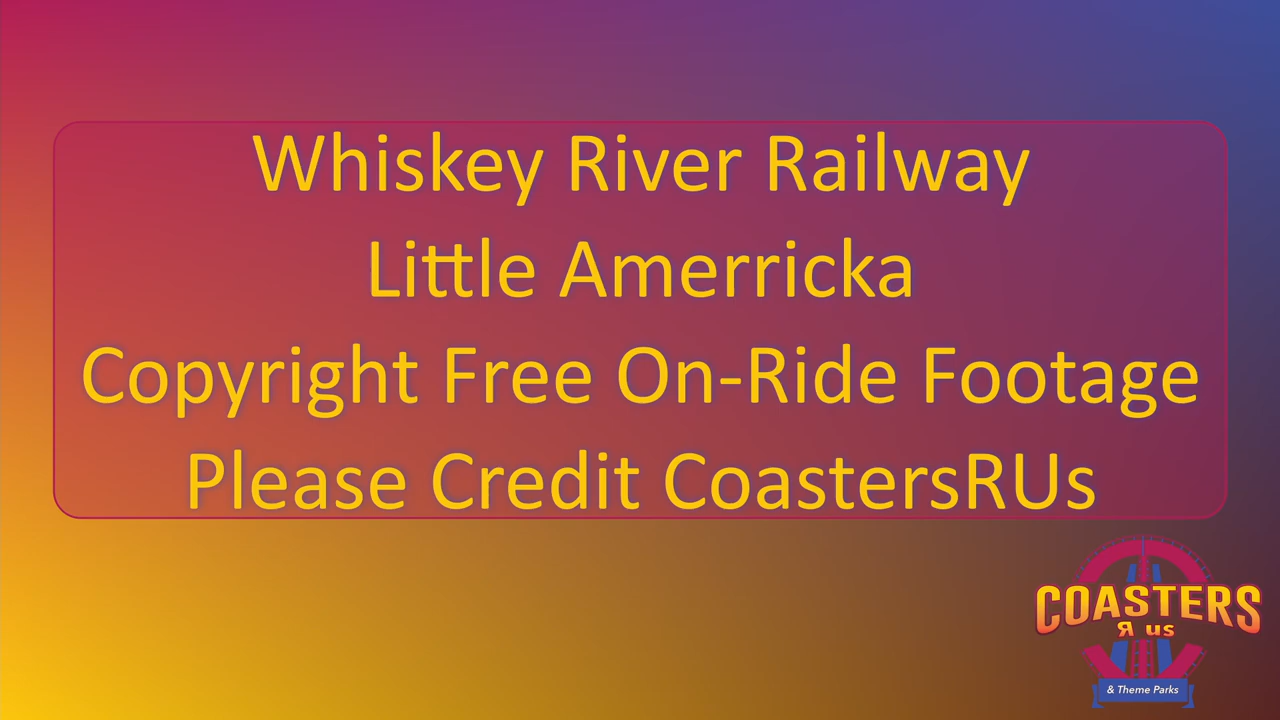 Whiskey River Railway
Little Amerricka
Copyright Free On-Ride Footage
Please Credit CoastersRUs
COASTERS
Я us
& Theme Parks